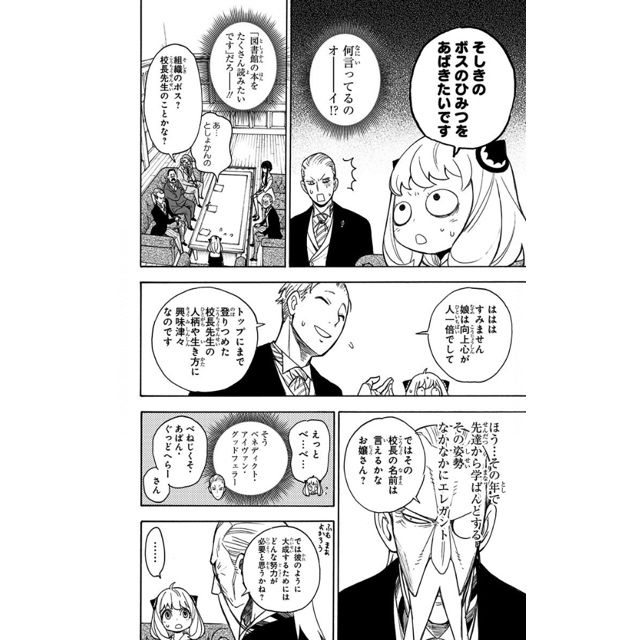 そしきの
ボスのひみつを
あばきたいです
何言ってるの
オーーーイ!?
「図書館の本を
たくさん読みたい
です」だろーー!!
あ…
としょかんの
組織のボス?
校長先生のことかな?
ははは
すみません
娘は向上心が
人一倍でして
トップにまで
登りつめた
校長先生の
人柄や生き方に
興味津々
なのです
ほう…その年で
先達から学ばんとする
その姿勢
なかなかにエレガント
ではその
校長の名前は
言えるかな
お嬢さん?
えっと
べ…べ…
そう
ベネディクト・
アイヴァン・
グッドフェラー
べねじくそ・
あばん・
ぐっどへらー
さん
ふむ まあ
よかろう
では彼のように
大成するためには
どんな努力が
必要と思うかね?
……